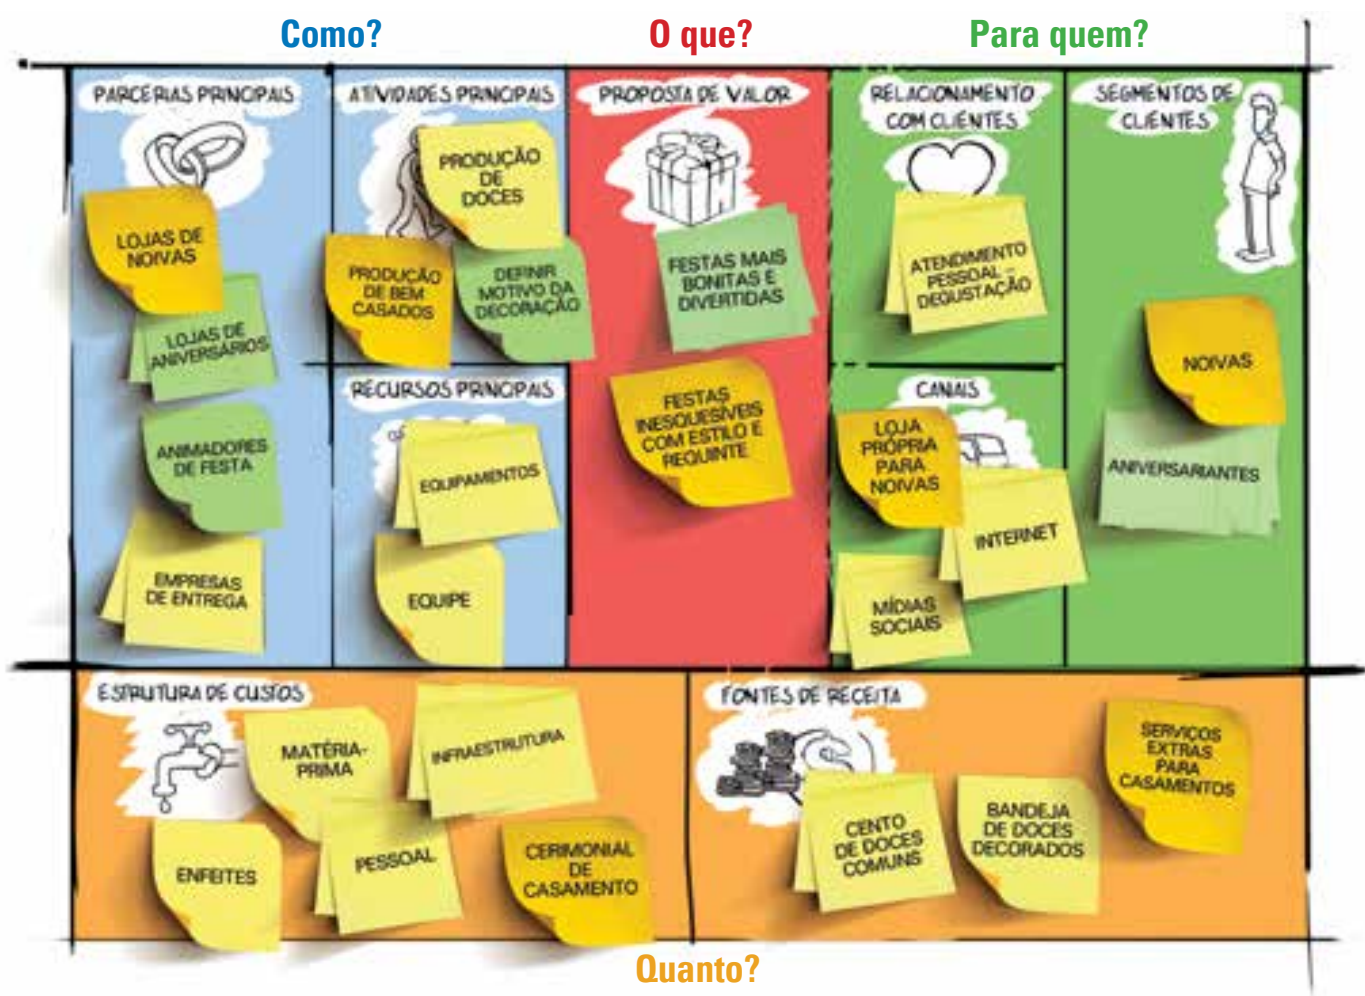 Como?
O que?
Para quem?
PARCERIAS PRINCIPAIS
LOJAS DE
NOIVAS
LOJAS DE
ANIVERSÁRIOS
ANIMADORES
DE FESTA
EMPRESAS
DE ENTREGA
ATIVIDADES PRINCIPAIS
PRODUÇÃO
DE
DOCES
PRODUÇÃO
DE BEM
CASADOS
DEFINIR
MOTIVO DA
DECORAÇÃO
RECURSOS PRINCIPAIS
EQUIPAMENTOS
EQUIPE
PROPOSTA DE VALOR
FESTAS MAIS
BONITAS E
DIVERTIDAS
FESTAS
INESQUESÍVEIS
COM ESTILO E
REQUINTE
RELACIONAMENTO
COM CLIENTES
ATENDIMENTO
PESSOAL –
DEGUSTAÇÃO
CANAIS
LOJA
PRÓPRIA
PARA
NOIVAS
INTERNET
MÍDIAS
SOCIAIS
SEGMENTOS DE
CLIENTES
NOIVAS
ANIVERSARIANTES
ESTRUTURA DE CUSTOS
MATÉRIA-
PRIMA
INFRAESTRUTURA
ENFEITES
PESSOAL
CERIMONIAL
DE
CASAMENTO
FONTES DE RECEITA
CENTO
DE DOCES
COMUNS
BANDEJA
DE DOCES
DECORADOS
SERVIÇOS
EXTRAS
PARA
CASAMENTOS
Quanto?